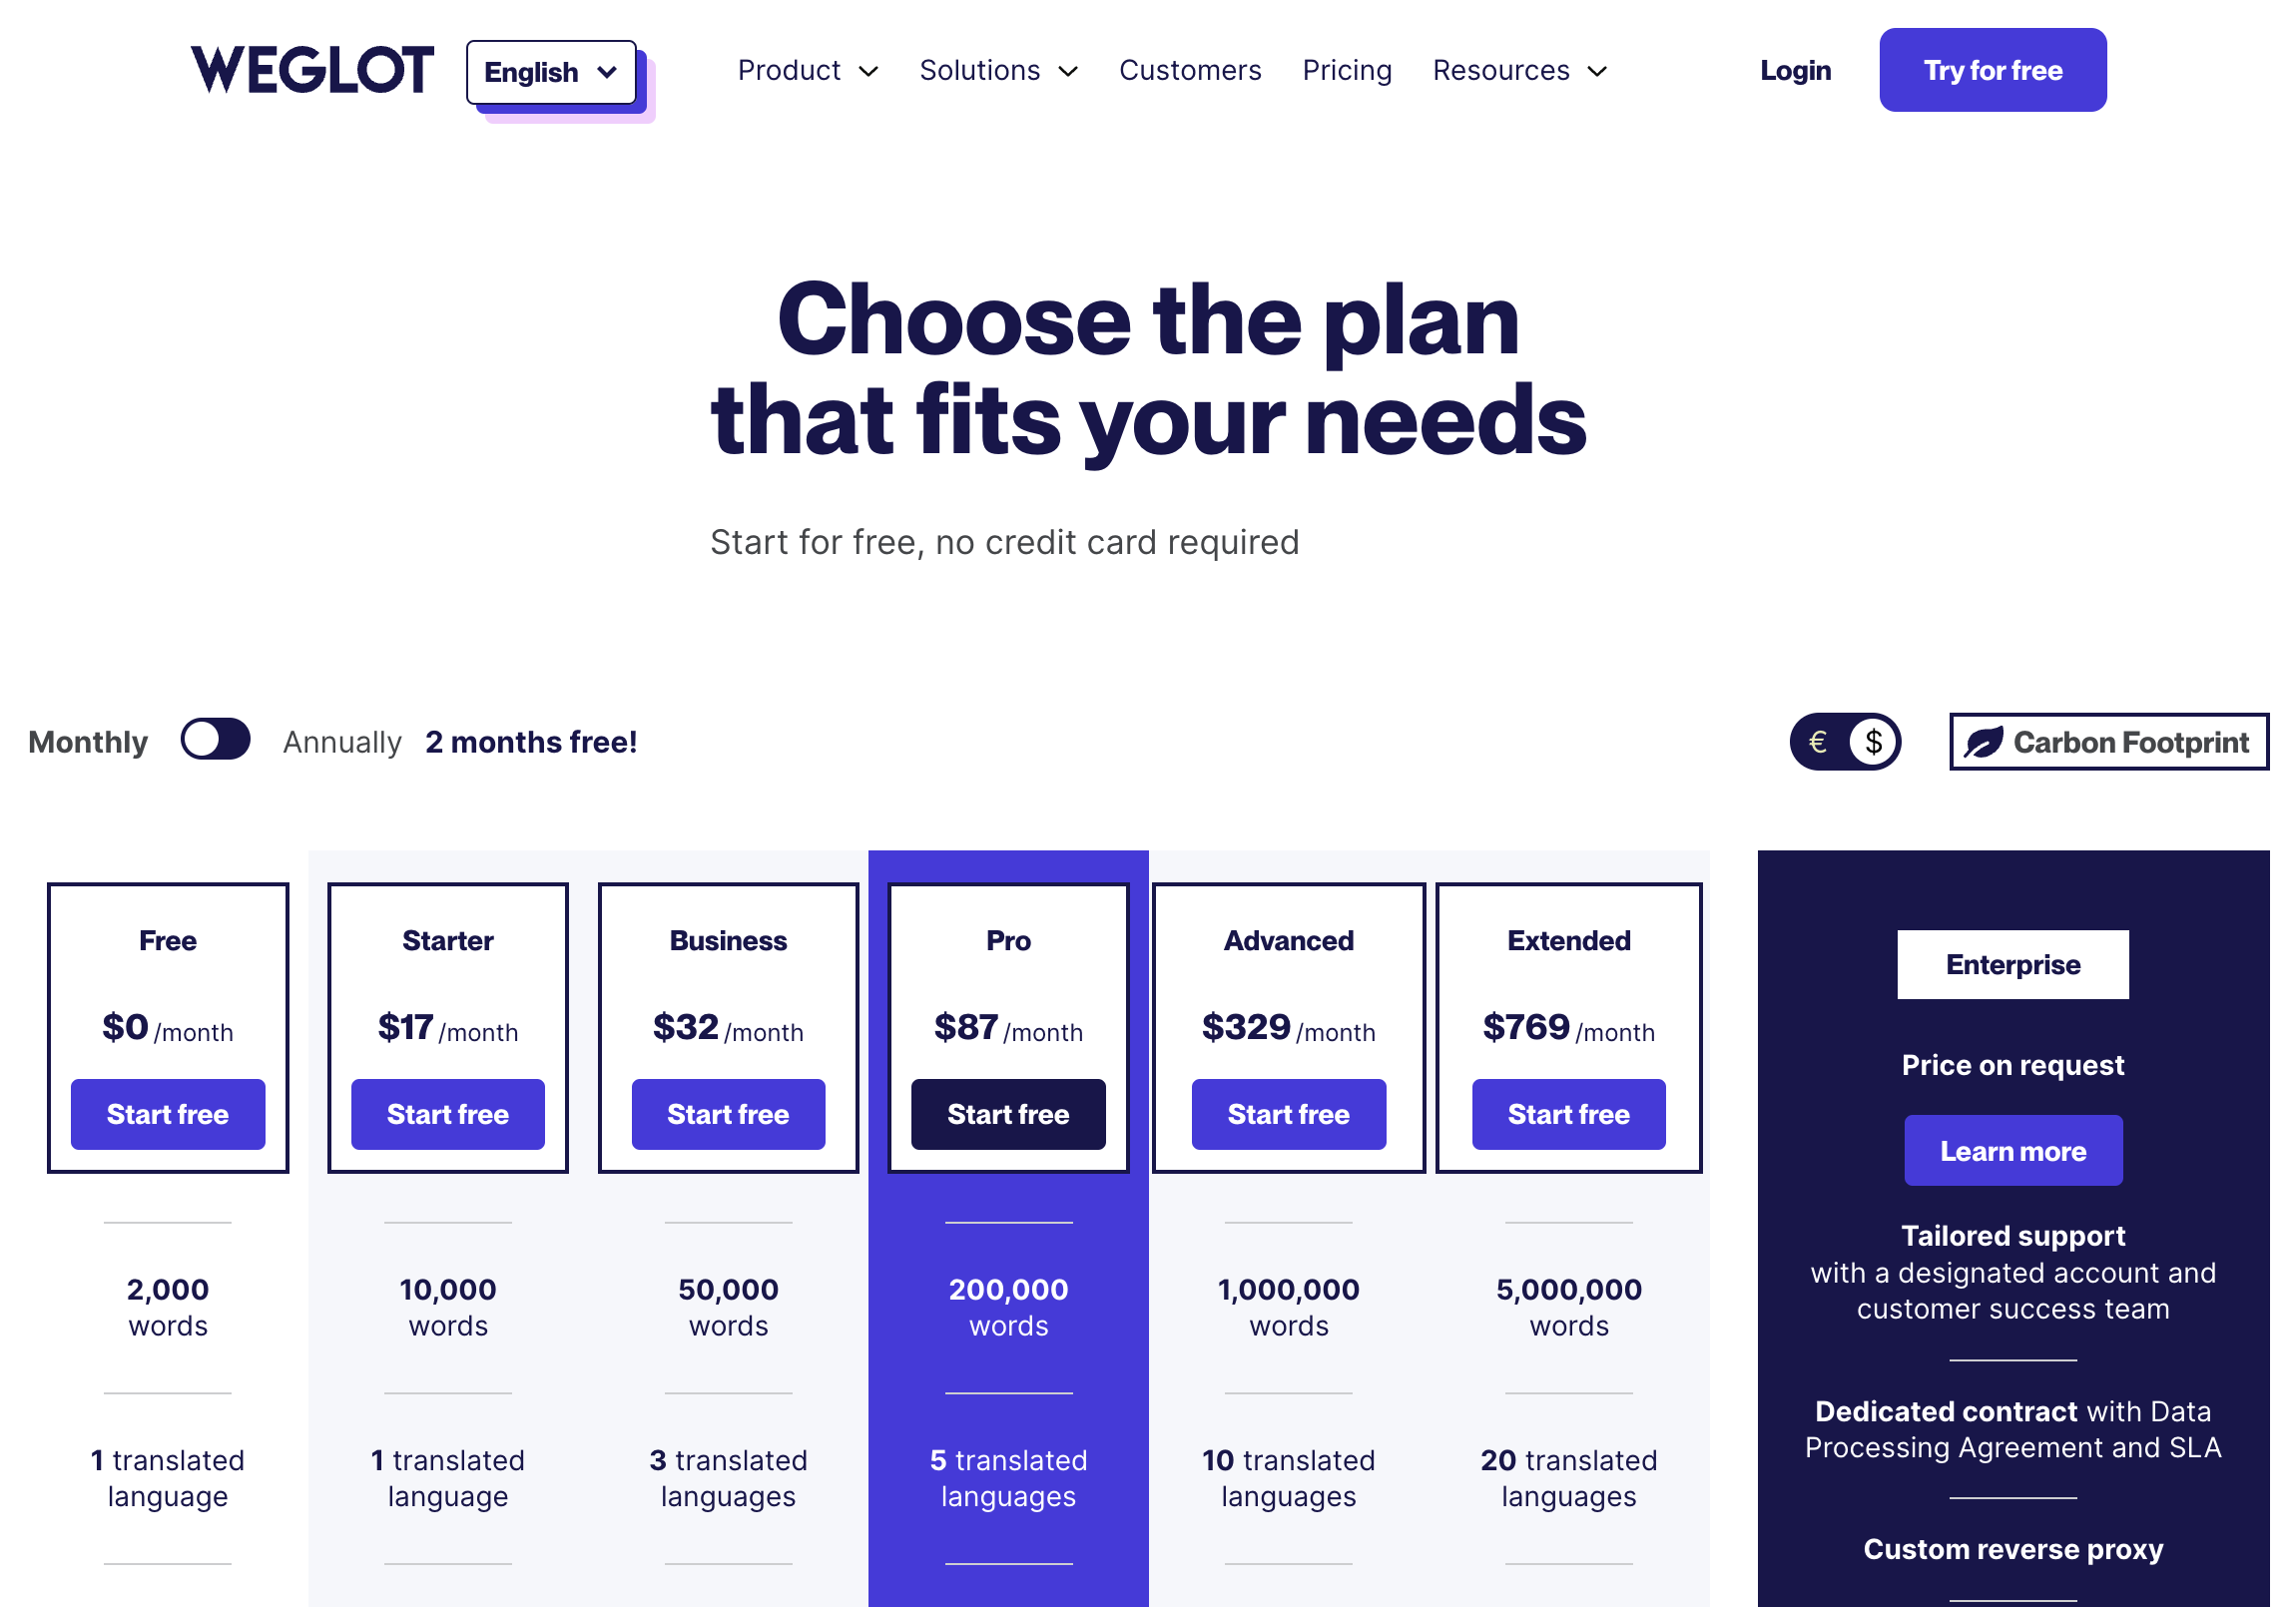 WEGLOT
English
Product
Solutions
Customers
Pricing
Resources
Login
Try for free
Choose the plan
that fits your needs
Start for free, no credit card required
Monthly
Annually
2 months free!
€
$
Carbon Footprint
Free
$0 /month
Start free
2,000
words
1 translated
language
Starter
$17 /month
Start free
10,000
words
1 translated
language
Business
$32 /month
Start free
50,000
words
3 translated
languages
Pro
$87 /month
Start free
200,000
words
5 translated
languages
Advanced
$329 /month
Start free
1,000,000
words
10 translated
languages
Extended
$769 /month
Start free
5,000,000
words
20 translated
languages
Enterprise
Price on request
Learn more
Tailored support
with a designated account and
customer success team
Dedicated contract with Data
Processing Agreement and SLA
Custom reverse proxy